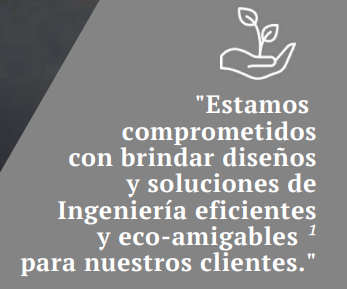 "Estamos
comprometidos
con brindar diseños
y soluciones de
Ingeniería eficientes
y eco-amigables 1
para nuestros clientes."